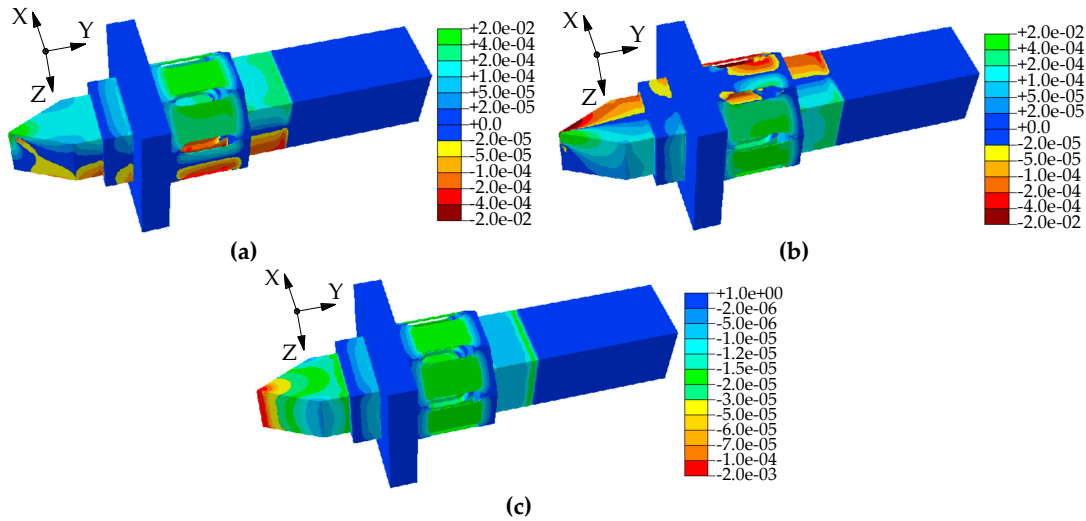 X
Y
Z
+2.0e-02
+4.0e-04
+2.0e-04
+1.0e-04
+5.0e-05
+2.0e-05
+0.0
-2.0e-05
-5.0e-05
-1.0e-04
-2.0e-04
-4.0e-04
-2.0e-02
(a)
X
Y
Z
+2.0e-02
+4.0e-04
+2.0e-04
+1.0e-04
+5.0e-05
+2.0e-05
+0.0
-2.0e-05
-5.0e-05
-1.0e-04
-2.0e-04
-4.0e-04
-2.0e-02
(b)
X
Y
Z
+1.0e+00
-2.0e-06
-5.0e-06
-1.0e-05
-1.2e-05
-1.5e-05
-2.0e-05
-3.0e-05
-5.0e-05
-6.0e-05
-7.0e-05
-1.0e-04
-2.0e-03
(c)